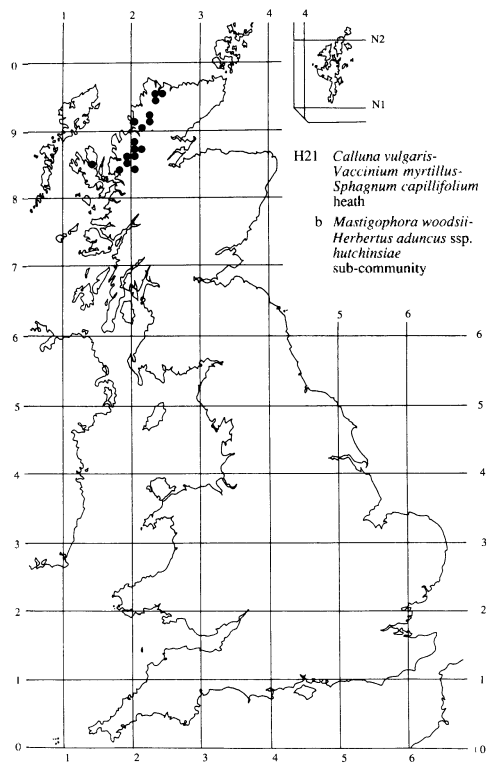 1 2 3 4 4
N2
N1
0
9
8
7
6
5
4
3
2
1
0
H21 Calluna vulgaris-
Vaccinium myrtillus-
Sphagnum capillifolium
heath
b Mastigophora woodsii-
Herbertus aduncus ssp.
hutchinsiae
sub-community
5 6
6
5
4
3
2
1
0
1 2 3 4 5 6